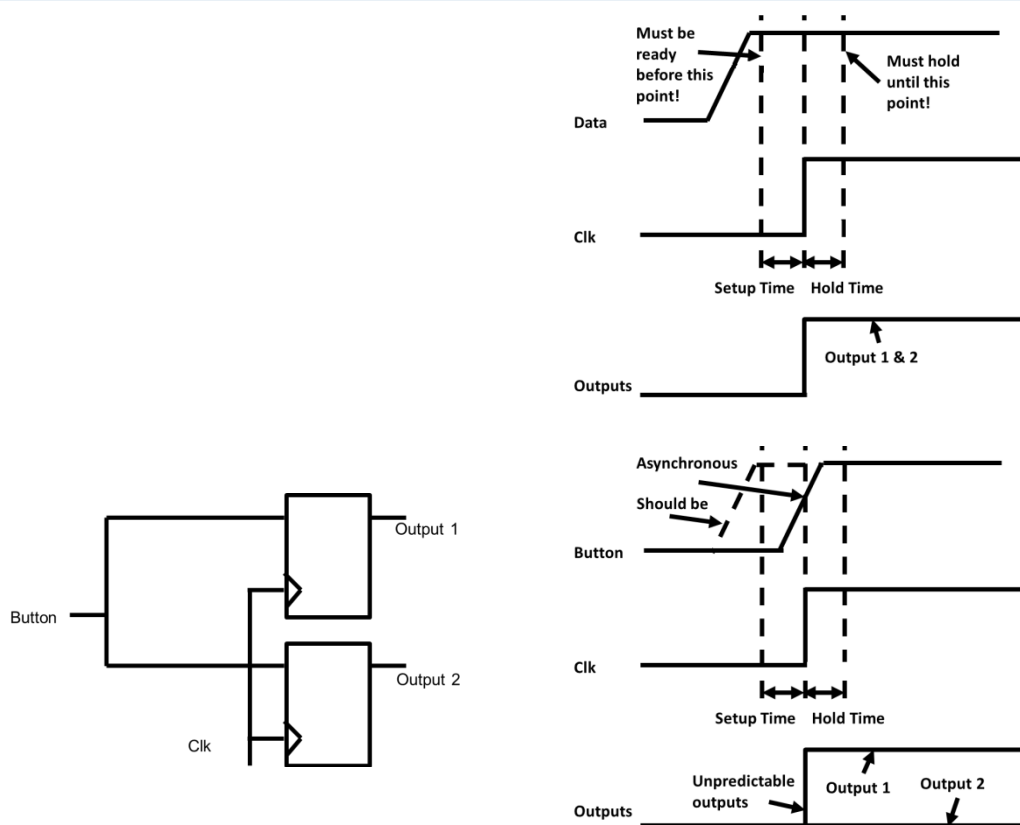 Must be
ready
before this
point!
Must hold
until this
point!
Data
Clk
Setup Time Hold Time
Output 1 & 2
Outputs
Asynchronous
Should be
Button
Clk
Setup Time Hold Time
Unpredictable
outputs
Output 1
Output 2
Outputs
Output 1
Button
Output 2
Clk